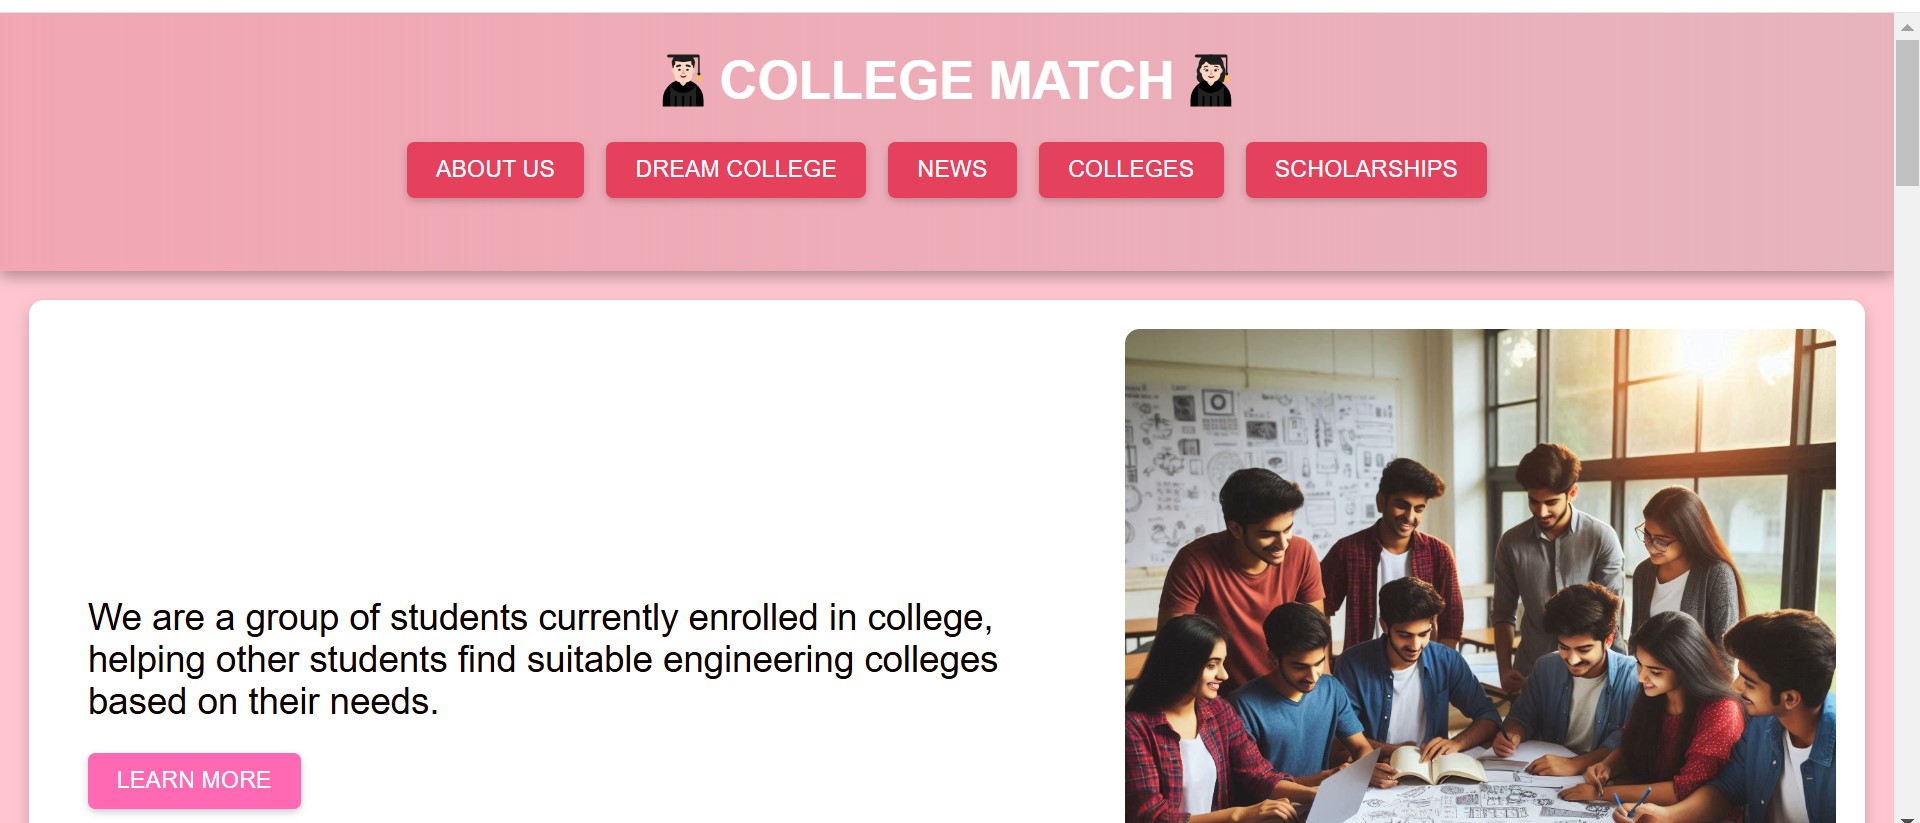 COLLEGE MATCH
ABOUT US
DREAM COLLEGE
NEWS
COLLEGES
SCHOLARSHIPS
We are a group of students currently enrolled in college,
helping other students find suitable engineering colleges
based on their needs.
LEARN MORE